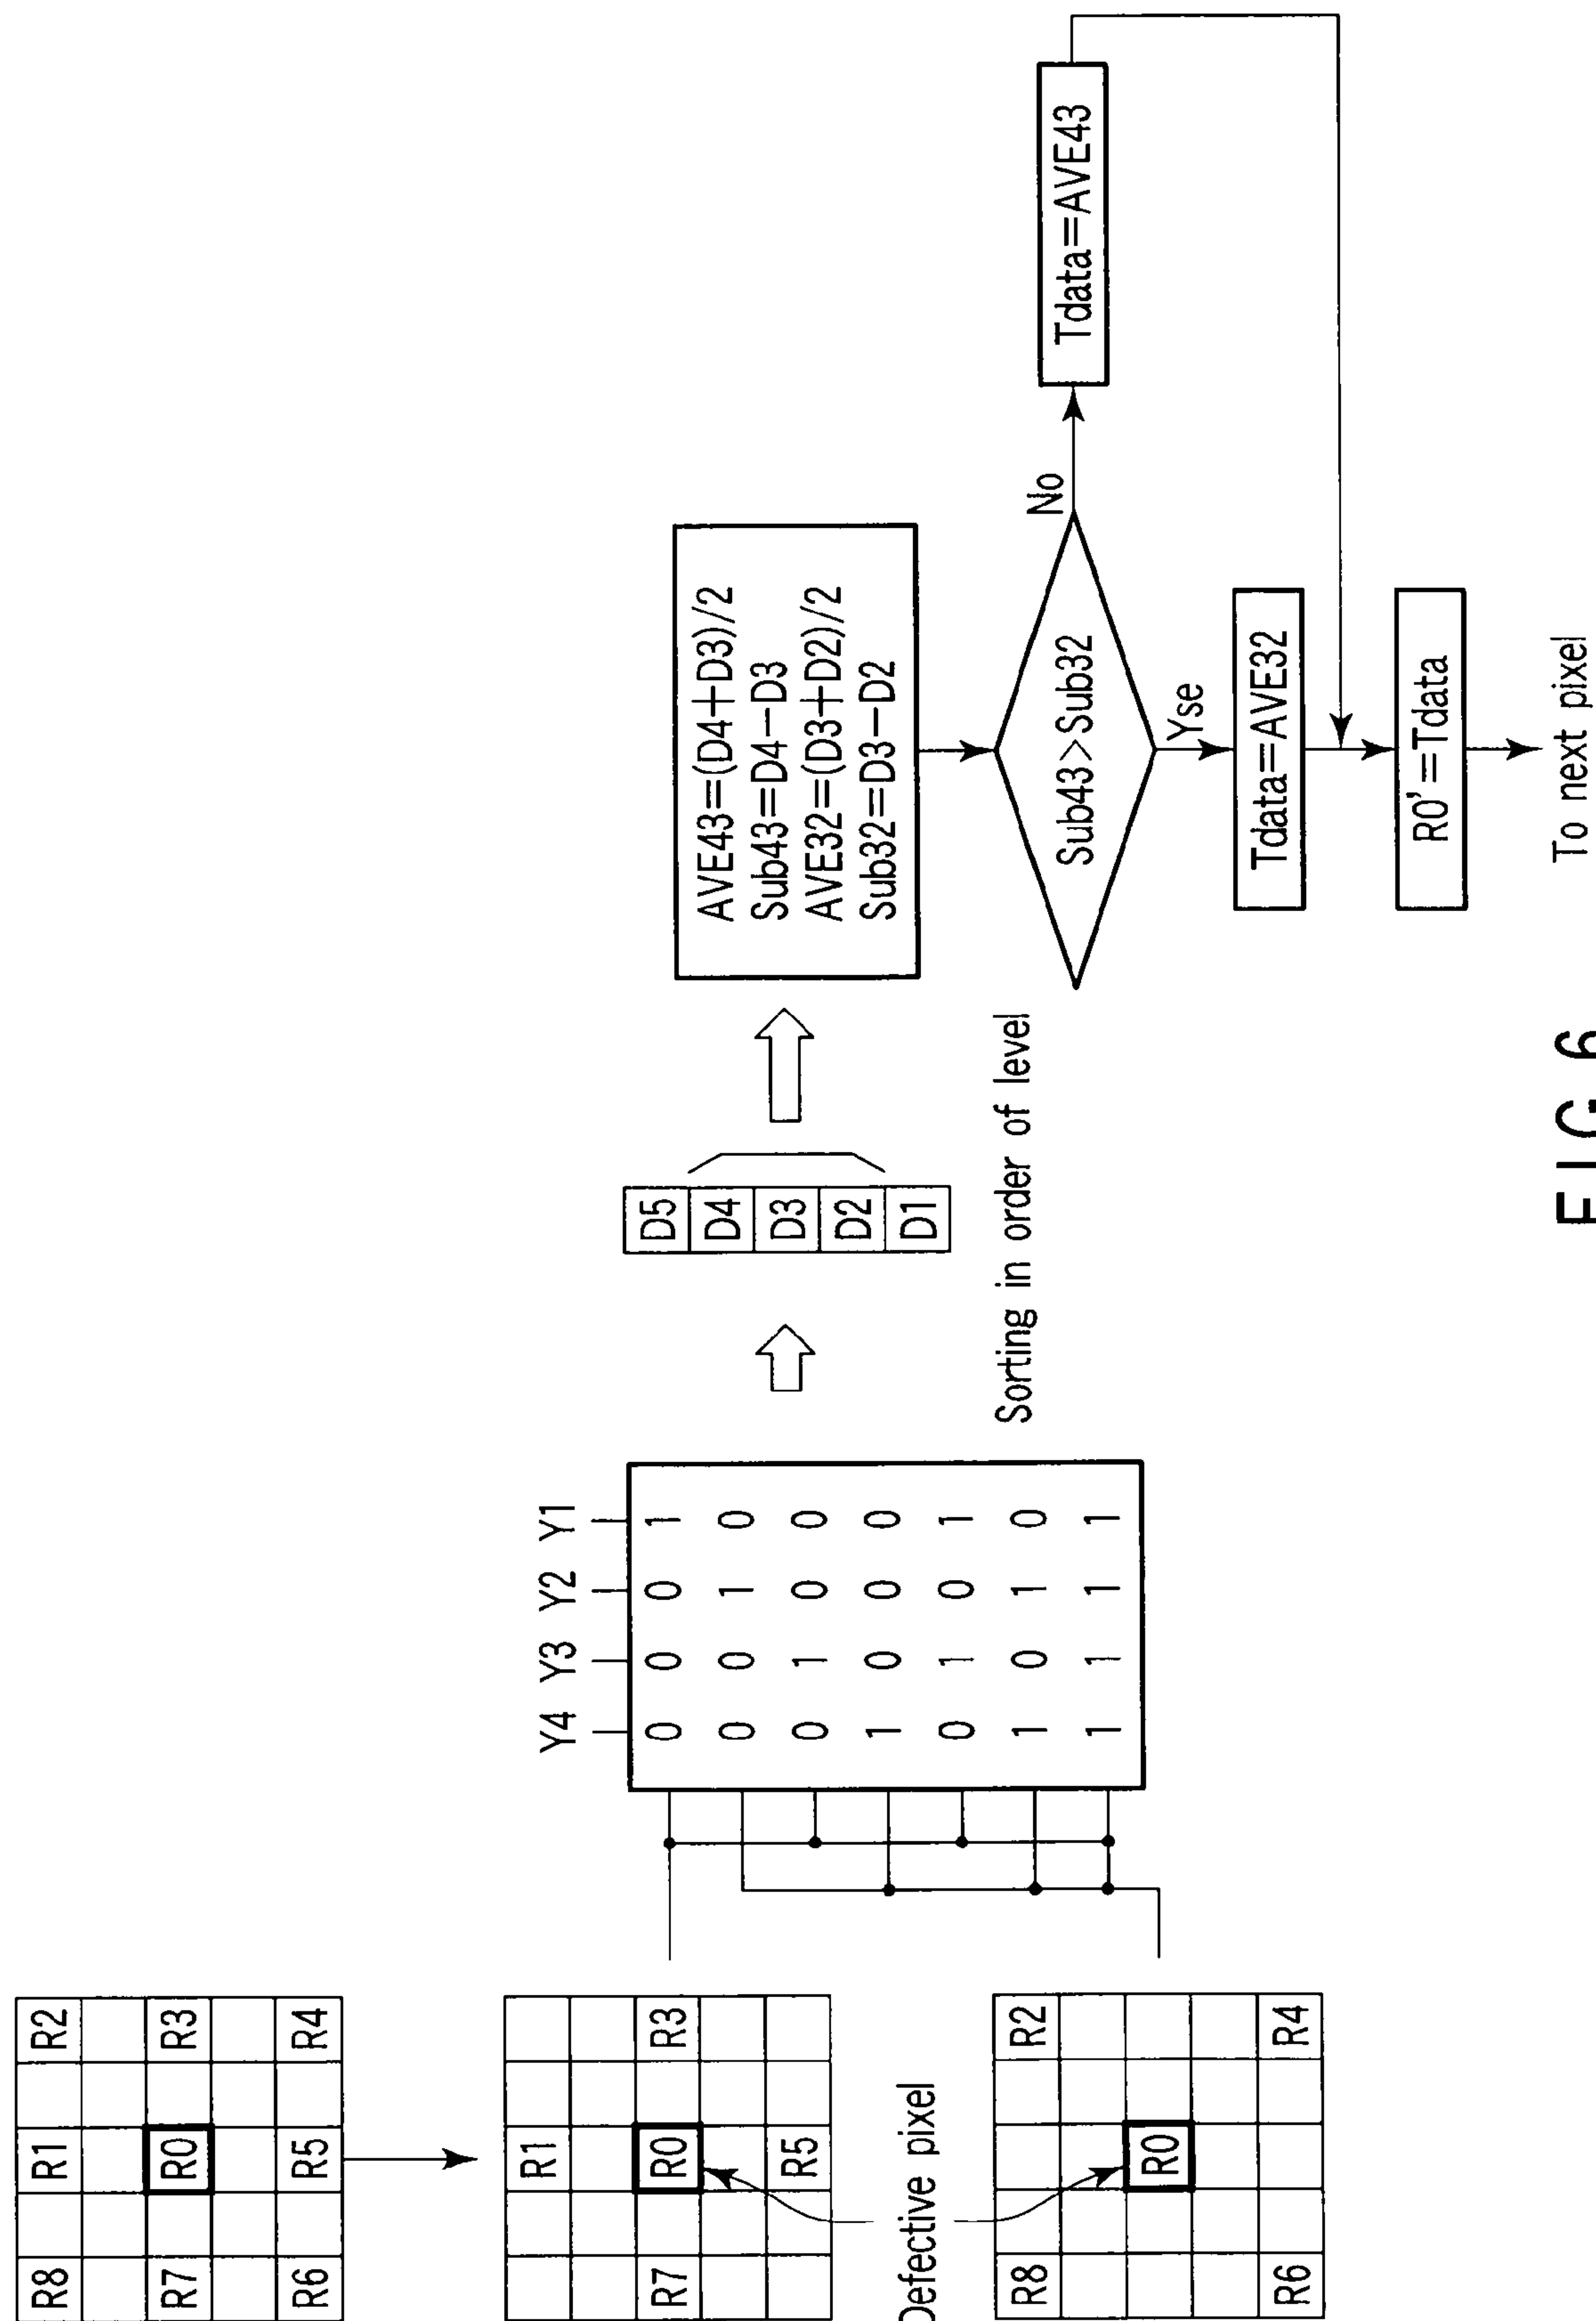 R8 R1 R2
R7 R0 R3
R6 R5 R4
R1
R7 R0 R3
R5
Defective pixel
R8 R2
R0
R6 R4
Y4 Y3 Y2 Y1
0 0 0 1
0 0 1 0
0 1 0 0
1 0 0 0
0 1 0 1
1 0 1 0
1 1 1 1
D5
D4
D3
D2
D1
Sorting in order of level
AVE43=(D4+D3)/2
Sub43=D4-D3
AVE32=(D3+D2)/2
Sub32=D3-D2
Sub43>Sub32
No
Tdata=AVE43
Yse
Tdata=AVE32
R0'=Tdata
To next pixel
F I G. 6